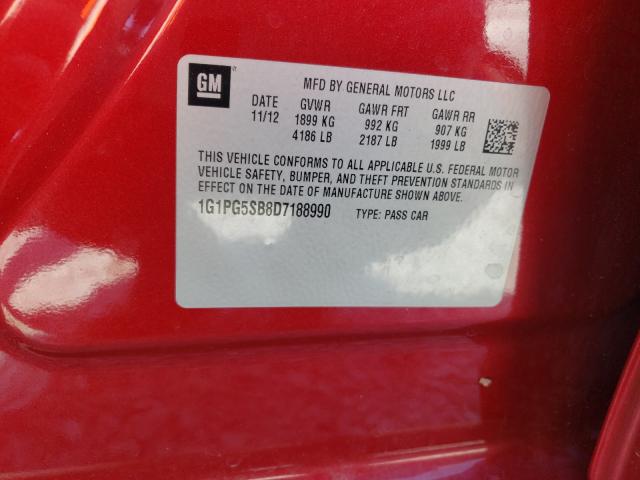 GM
MFD BY GENERAL MOTORS LLC
DATE GVWR GAWR FRT GAWR RR
11/12 1899 KG 992 KG 907 KG
4186 LB 2187 LB 1999 LB
THIS VEHICLE CONFORMS TO ALL APPLICABLE U.S. FEDERAL MOTOR
VEHICLE SAFETY, BUMPER, AND THEFT PREVENTION STANDARDS IN
EFFECT ON THE DATE OF MANUFACTURE SHOWN ABOVE.
1G1PG5SB8D7188990 TYPE: PASS CAR